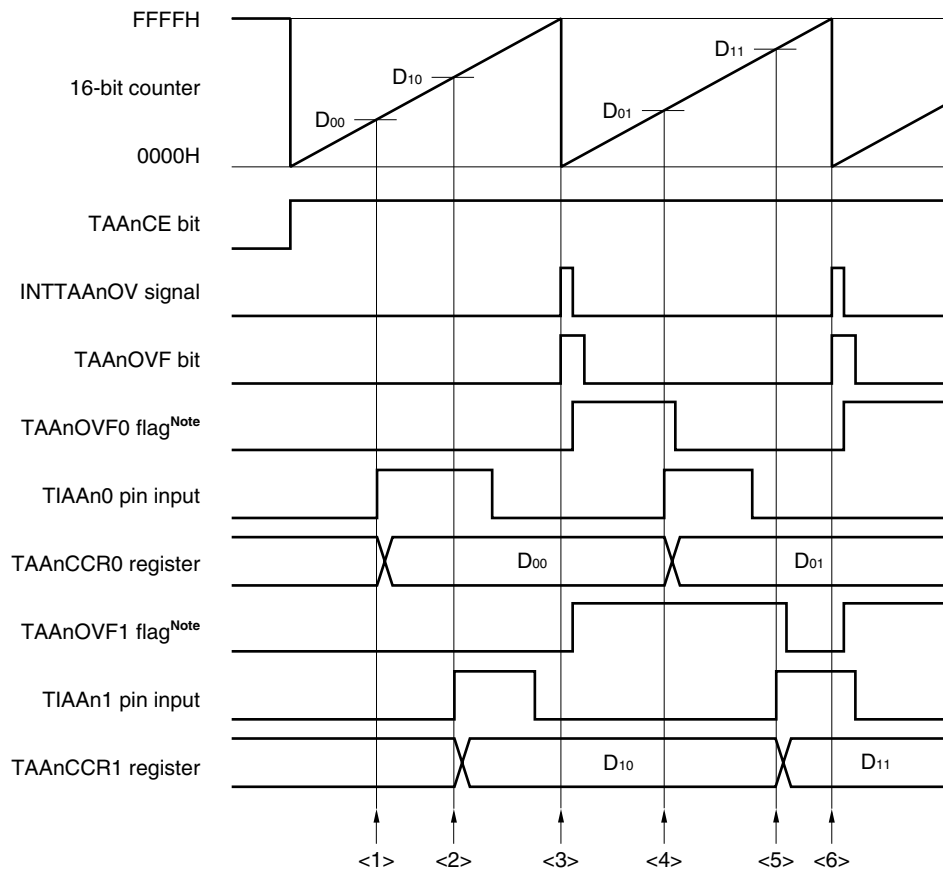 FFFFH
D11
D10
16-bit counter
D01
D00
0000H
TAAnCE bit
INTTAAnOV signal
TAAnOVF bit
TAAnOVF0 flagNote
TIAAn0 pin input
TAAnCCR0 register
D00
D01
TAAnOVF1 flagNote
TIAAn1 pin input
TAAnCCR1 register
D10
D11
<1> <2> <3> <4> <5> <6>